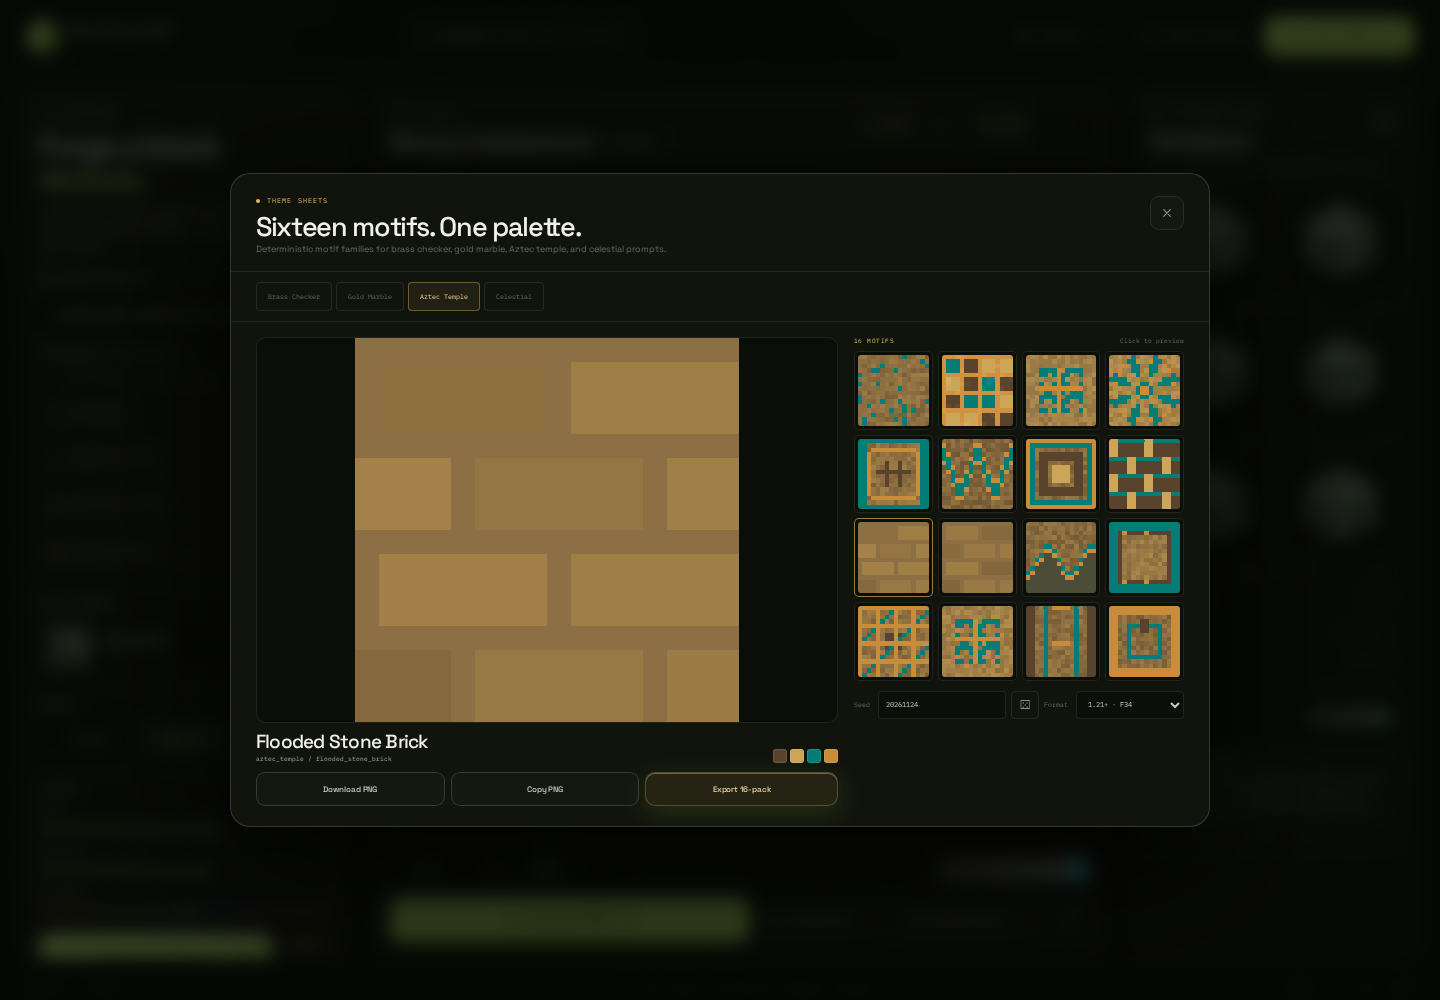 THEME SHEETS
Sixteen motifs. One palette.
Deterministic motif families for brass checker, gold marble, Aztec temple, and celestial prompts.
Brass Checker
Gold Marble
Aztec Temple
Celestial
16 MOTIFS
Click to preview
Seed
20261124
Format
1.21+ · F34
Flooded Stone Brick
aztec_temple / flooded_stone_brick
Download PNG
Copy PNG
Export 16-pack